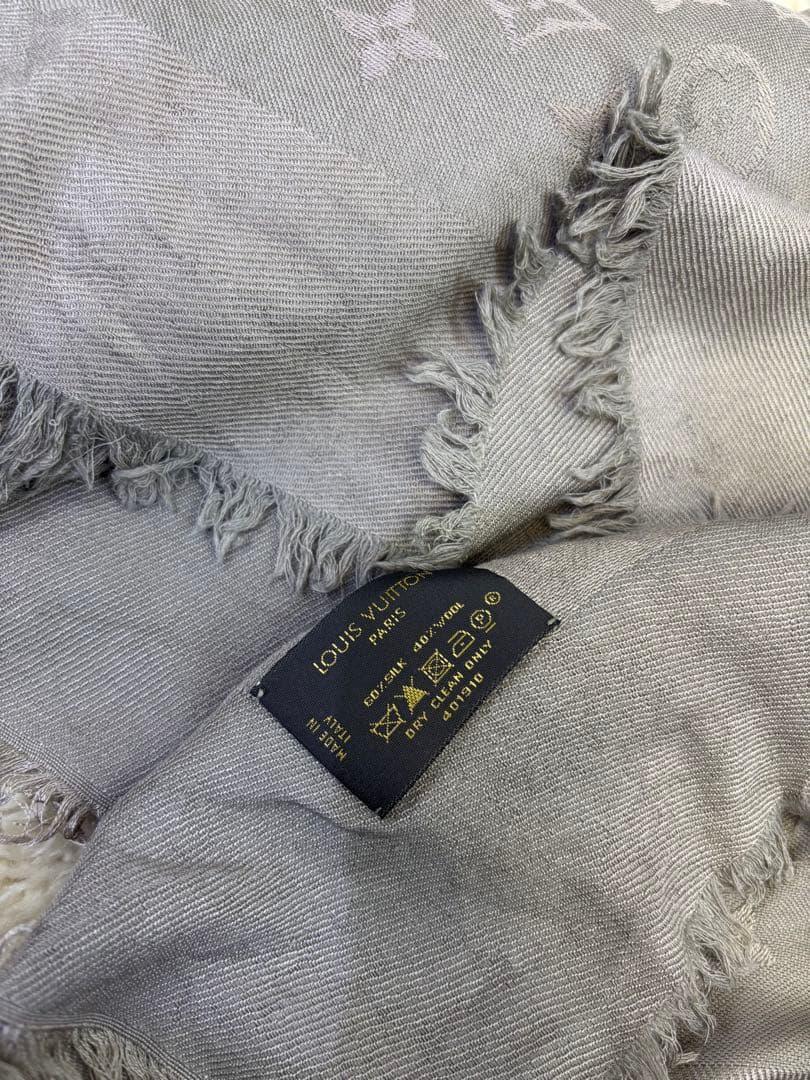 LOUIS VUITTON
PARIS
60%SILK 40%WOOL
P ®
DRY CLEAN ONLY
401910
MADE IN
ITALY